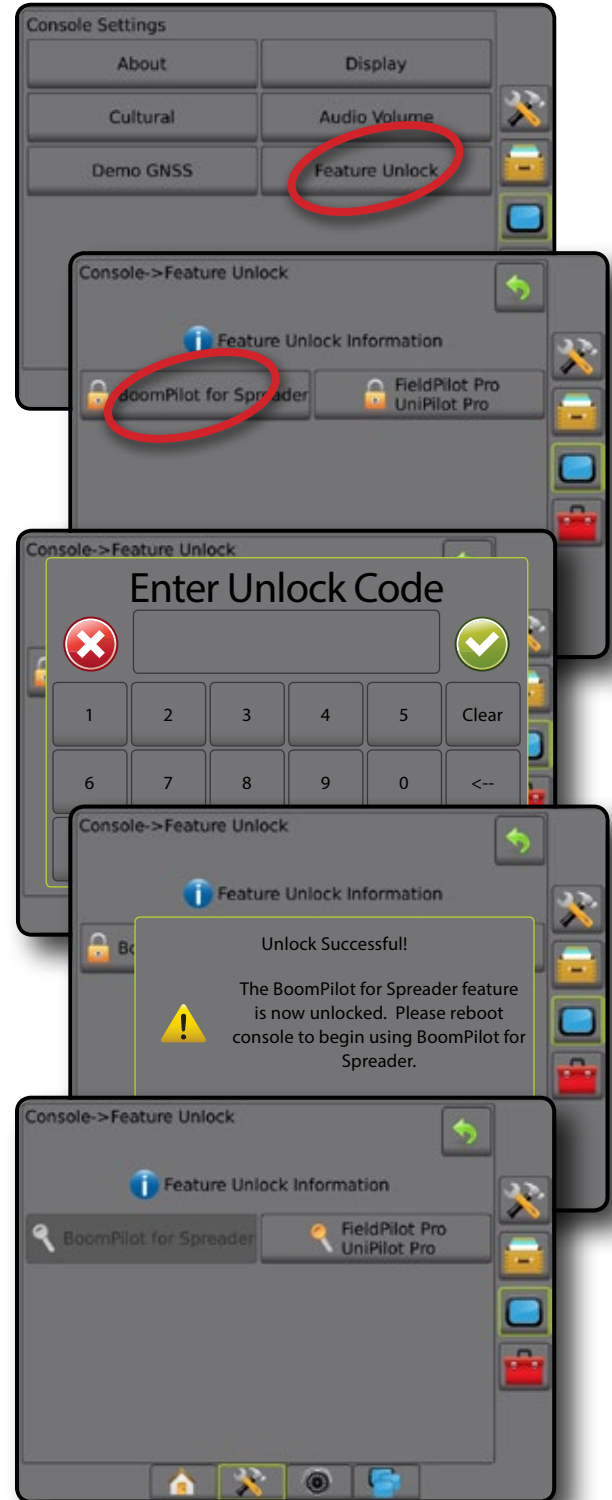 Console Settings
About
Display
Cultural
Audio Volume
Demo GNSS
Feature Unlock
Console->Feature Unlock
Feature Unlock Information
BoomPilot for Spreader
FieldPilot Pro
UniPilot Pro
Console->Feature Unlock
Enter Unlock Code
1
2
3
4
5
Clear
6
7
8
9
0
<--
Console->Feature Unlock
Feature Unlock Information
Bo
Unlock Successful!
The BoomPilot for Spreader feature
is now unlocked. Please reboot
console to begin using BoomPilot for
Spreader.
Console->Feature Unlock
Feature Unlock Information
BoomPilot for Spreader
FieldPilot Pro
UniPilot Pro